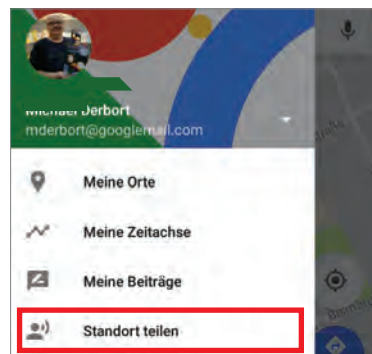 Michael Derbort
mderbort@googlemail.com
Meine Orte
Meine Zeitachse
Meine Beiträge
Standort teilen